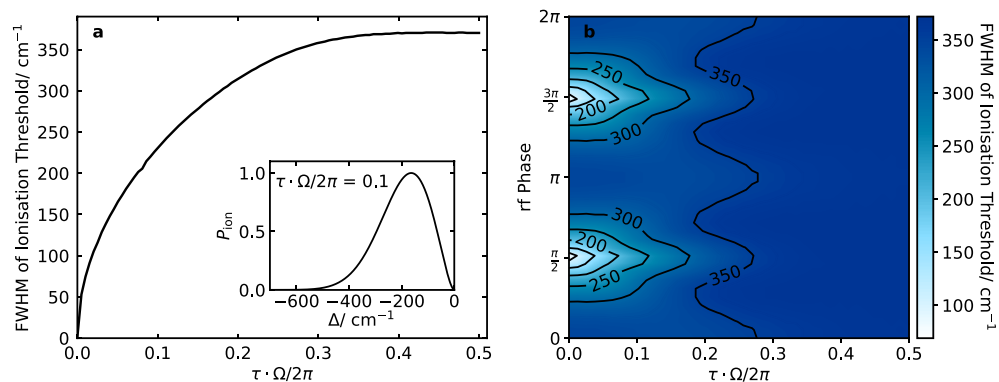 a
FWHM of Ionisation Threshold/ cm⁻¹
350
300
250
200
150
100
50
0
0.0 0.1 0.2 0.3 0.4 0.5
τ · Ω/2π
τ · Ω/2π = 0.1
P_ion
1.0
0.5
0.0
−600 −400 −200 0
Δ/ cm⁻¹
b
rf Phase
2π
3π/2
π
π/2
0
250
200
300
350
300
200
250
350
0.0 0.1 0.2 0.3 0.4 0.5
τ · Ω/2π
350
300
250
200
150
100
FWHM of Ionisation Threshold/ cm⁻¹